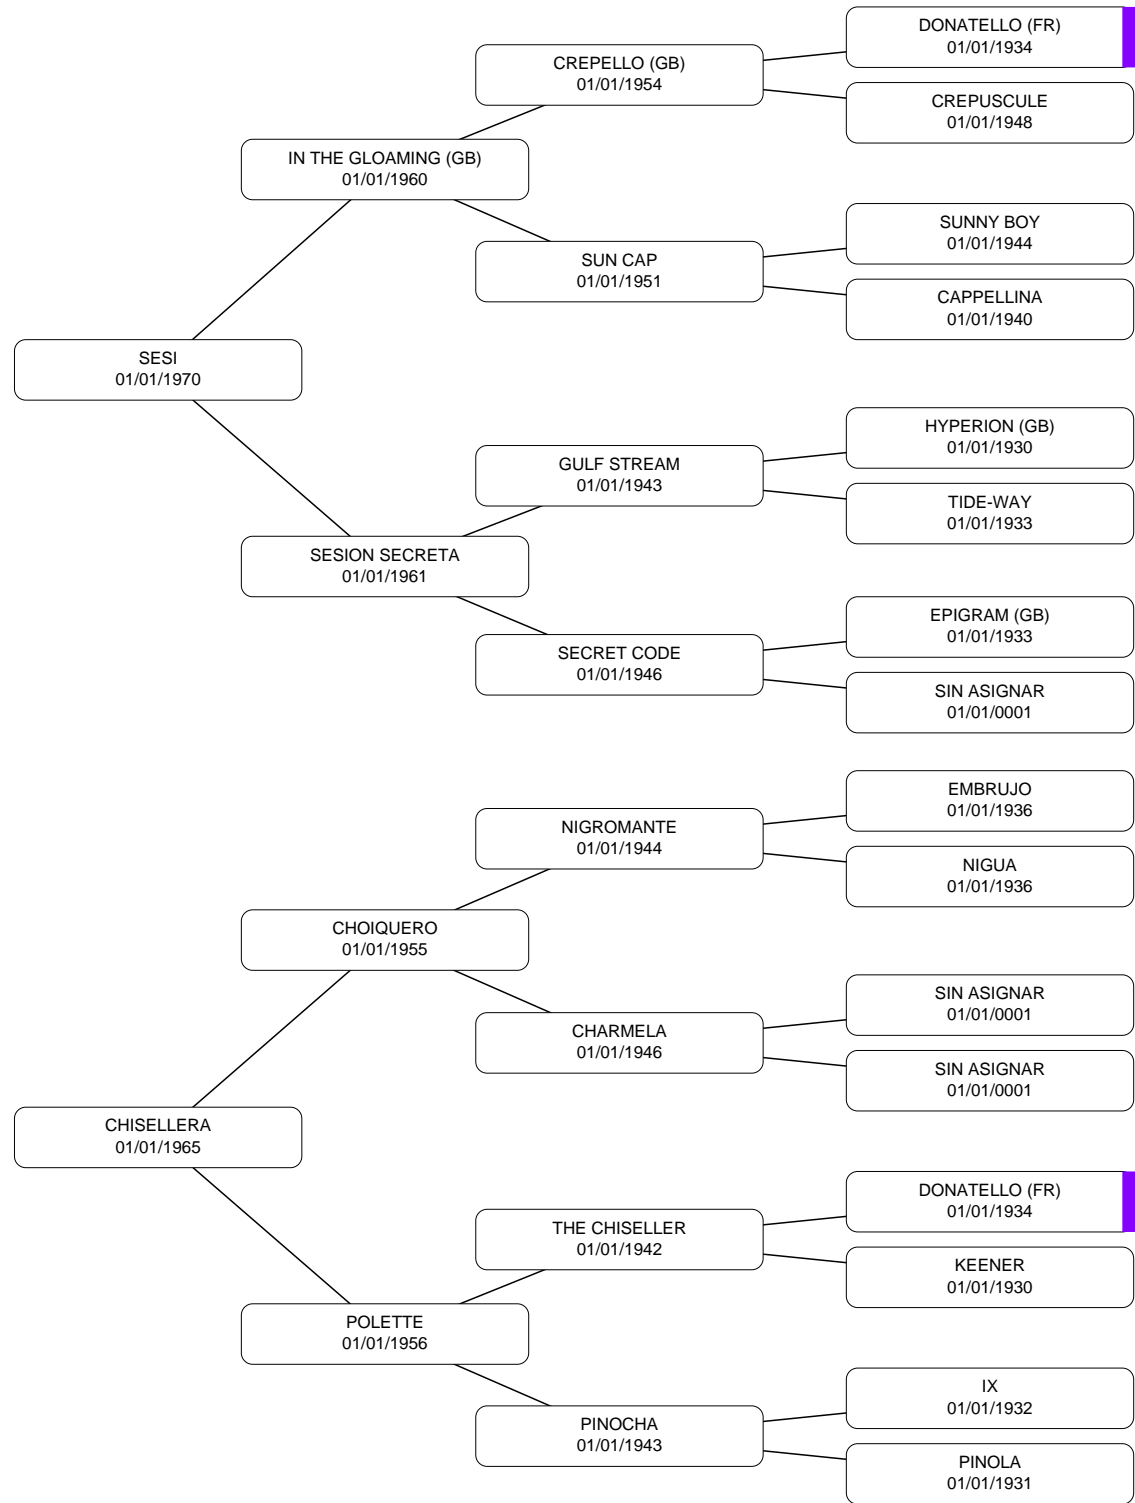 DONATELLO (FR)
01/01/1934
CREPELLO (GB)
01/01/1954
CREPUSCULE
01/01/1948
IN THE GLOAMING (GB)
01/01/1960
SUNNY BOY
01/01/1944
SUN CAP
01/01/1951
CAPPELLINA
01/01/1940
SESI
01/01/1970
HYPERION (GB)
01/01/1930
GULF STREAM
01/01/1943
TIDE-WAY
01/01/1933
SESION SECRETA
01/01/1961
EPIGRAM (GB)
01/01/1933
SECRET CODE
01/01/1946
SIN ASIGNAR
01/01/0001
EMBRUJO
01/01/1936
NIGROMANTE
01/01/1944
NIGUA
01/01/1936
CHOIQUERO
01/01/1955
SIN ASIGNAR
01/01/0001
CHARMELA
01/01/1946
SIN ASIGNAR
01/01/0001
CHISELLERA
01/01/1965
DONATELLO (FR)
01/01/1934
THE CHISELLER
01/01/1942
KEENER
01/01/1930
POLETTE
01/01/1956
IX
01/01/1932
PINOCHA
01/01/1943
PINOLA
01/01/1931